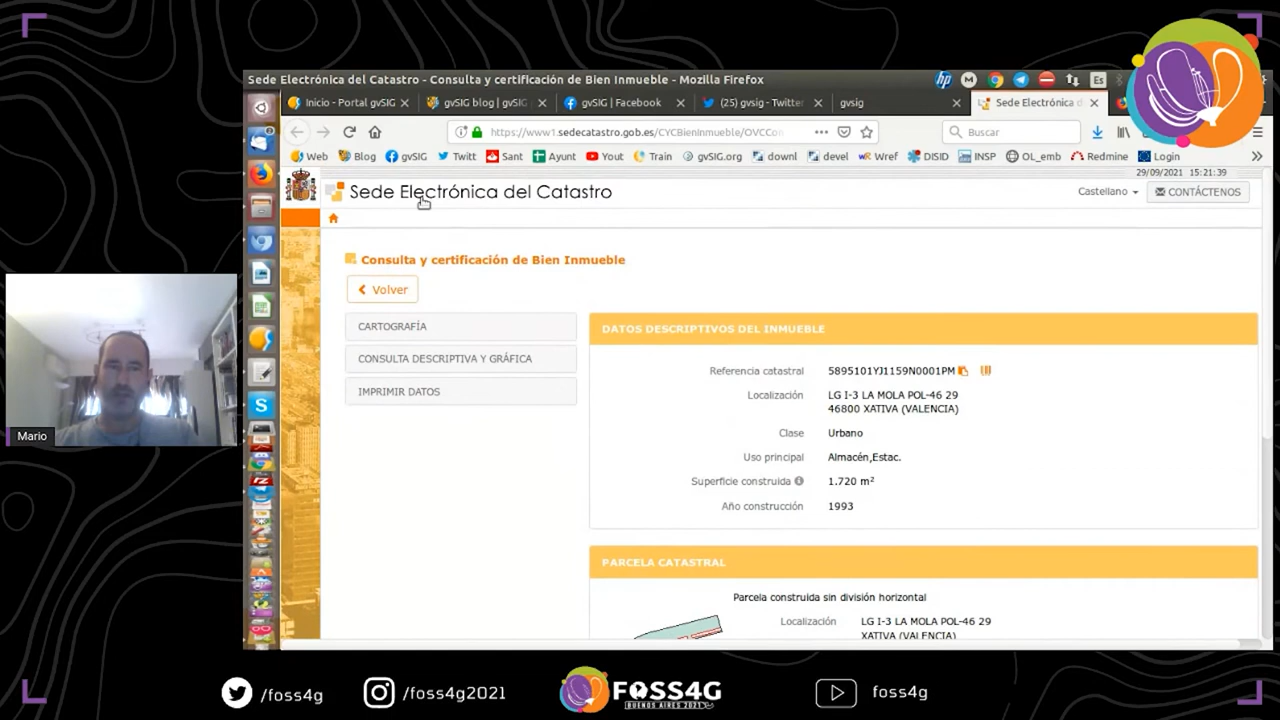 Sede Electrónica del Catastro - Consulta y certificación de Bien Inmueble - Mozilla Firefox
hp
M
Es
Inicio - Portal gvSIG
gvSIG blog | gvSIG
gvSIG | Facebook
(25) gvsig - Twitter
gvsig
Sede Electrónica d
https://www1.sedecatastro.gob.es/CYCBienInmueble/OVCCon
Buscar
Web
Blog
gvSIG
Twitt
Sant
Ayunt
Yout
Train
gvSIG.org
downl
devel
Wref
DISID
INSP
OL_emb
Redmine
Login
29/09/2021 15:21:39
Sede Electrónica del Catastro
Castellano
CONTÁCTENOS
Consulta y certificación de Bien Inmueble
Volver
CARTOGRAFÍA
CONSULTA DESCRIPTIVA Y GRÁFICA
IMPRIMIR DATOS
DATOS DESCRIPTIVOS DEL INMUEBLE
Referencia catastral 5895101YJ1159N0001PM
Localización LG I-3 LA MOLA POL-46 29
46800 XATIVA (VALENCIA)
Clase Urbano
Uso principal Almacén,Estac.
Superficie construida 1.720 m²
Año construcción 1993
PARCELA CATASTRAL
Parcela construida sin división horizontal
Localización LG I-3 LA MOLA POL-46 29
XATIVA (VALENCIA)
Mario
/foss4g
/foss4g2021
FOSS4G
BUENOS AIRES 2021
foss4g